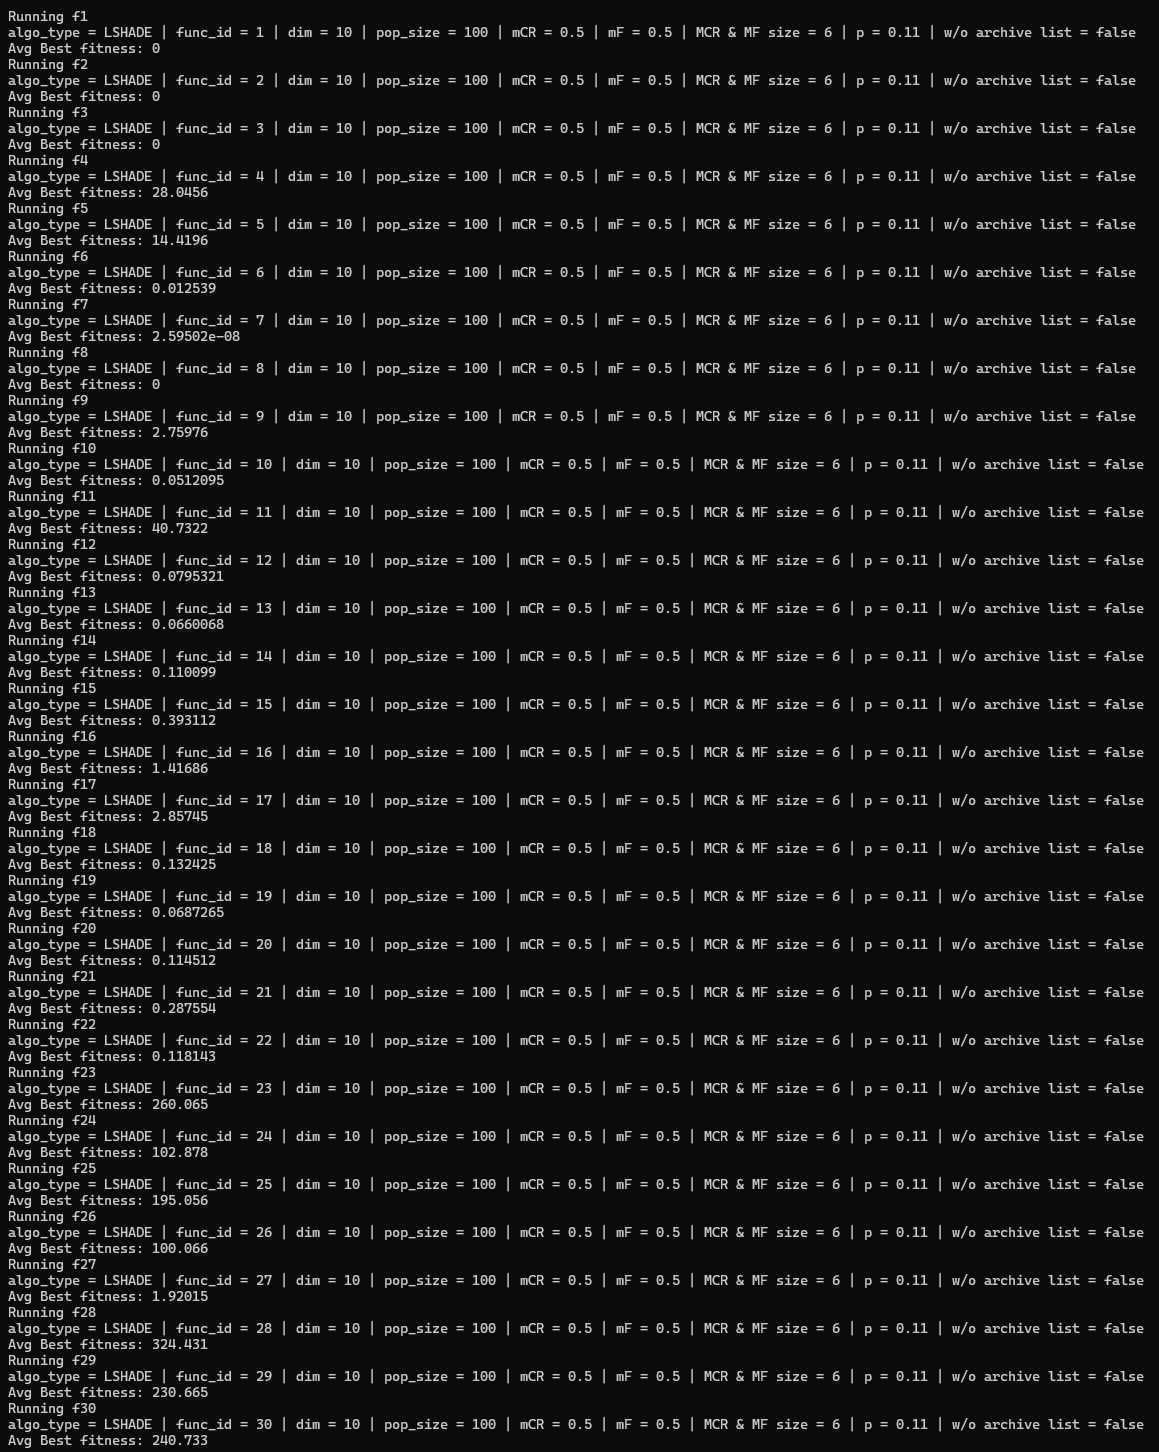 Running f1
algo_type = LSHADE | func_id = 1 | dim = 10 | pop_size = 100 | mCR = 0.5 | mF = 0.5 | MCR & MF size = 6 | p = 0.11 | w/o archive list = false
Avg Best fitness: 0
Running f2
algo_type = LSHADE | func_id = 2 | dim = 10 | pop_size = 100 | mCR = 0.5 | mF = 0.5 | MCR & MF size = 6 | p = 0.11 | w/o archive list = false
Avg Best fitness: 0
Running f3
algo_type = LSHADE | func_id = 3 | dim = 10 | pop_size = 100 | mCR = 0.5 | mF = 0.5 | MCR & MF size = 6 | p = 0.11 | w/o archive list = false
Avg Best fitness: 0
Running f4
algo_type = LSHADE | func_id = 4 | dim = 10 | pop_size = 100 | mCR = 0.5 | mF = 0.5 | MCR & MF size = 6 | p = 0.11 | w/o archive list = false
Avg Best fitness: 28.0456
Running f5
algo_type = LSHADE | func_id = 5 | dim = 10 | pop_size = 100 | mCR = 0.5 | mF = 0.5 | MCR & MF size = 6 | p = 0.11 | w/o archive list = false
Avg Best fitness: 14.4196
Running f6
algo_type = LSHADE | func_id = 6 | dim = 10 | pop_size = 100 | mCR = 0.5 | mF = 0.5 | MCR & MF size = 6 | p = 0.11 | w/o archive list = false
Avg Best fitness: 0.012539
Running f7
algo_type = LSHADE | func_id = 7 | dim = 10 | pop_size = 100 | mCR = 0.5 | mF = 0.5 | MCR & MF size = 6 | p = 0.11 | w/o archive list = false
Avg Best fitness: 2.59502e-08
Running f8
algo_type = LSHADE | func_id = 8 | dim = 10 | pop_size = 100 | mCR = 0.5 | mF = 0.5 | MCR & MF size = 6 | p = 0.11 | w/o archive list = false
Avg Best fitness: 0
Running f9
algo_type = LSHADE | func_id = 9 | dim = 10 | pop_size = 100 | mCR = 0.5 | mF = 0.5 | MCR & MF size = 6 | p = 0.11 | w/o archive list = false
Avg Best fitness: 2.75976
Running f10
algo_type = LSHADE | func_id = 10 | dim = 10 | pop_size = 100 | mCR = 0.5 | mF = 0.5 | MCR & MF size = 6 | p = 0.11 | w/o archive list = false
Avg Best fitness: 0.0512095
Running f11
algo_type = LSHADE | func_id = 11 | dim = 10 | pop_size = 100 | mCR = 0.5 | mF = 0.5 | MCR & MF size = 6 | p = 0.11 | w/o archive list = false
Avg Best fitness: 40.7322
Running f12
algo_type = LSHADE | func_id = 12 | dim = 10 | pop_size = 100 | mCR = 0.5 | mF = 0.5 | MCR & MF size = 6 | p = 0.11 | w/o archive list = false
Avg Best fitness: 0.0795321
Running f13
algo_type = LSHADE | func_id = 13 | dim = 10 | pop_size = 100 | mCR = 0.5 | mF = 0.5 | MCR & MF size = 6 | p = 0.11 | w/o archive list = false
Avg Best fitness: 0.0660068
Running f14
algo_type = LSHADE | func_id = 14 | dim = 10 | pop_size = 100 | mCR = 0.5 | mF = 0.5 | MCR & MF size = 6 | p = 0.11 | w/o archive list = false
Avg Best fitness: 0.110099
Running f15
algo_type = LSHADE | func_id = 15 | dim = 10 | pop_size = 100 | mCR = 0.5 | mF = 0.5 | MCR & MF size = 6 | p = 0.11 | w/o archive list = false
Avg Best fitness: 0.393112
Running f16
algo_type = LSHADE | func_id = 16 | dim = 10 | pop_size = 100 | mCR = 0.5 | mF = 0.5 | MCR & MF size = 6 | p = 0.11 | w/o archive list = false
Avg Best fitness: 1.41686
Running f17
algo_type = LSHADE | func_id = 17 | dim = 10 | pop_size = 100 | mCR = 0.5 | mF = 0.5 | MCR & MF size = 6 | p = 0.11 | w/o archive list = false
Avg Best fitness: 2.85745
Running f18
algo_type = LSHADE | func_id = 18 | dim = 10 | pop_size = 100 | mCR = 0.5 | mF = 0.5 | MCR & MF size = 6 | p = 0.11 | w/o archive list = false
Avg Best fitness: 0.132425
Running f19
algo_type = LSHADE | func_id = 19 | dim = 10 | pop_size = 100 | mCR = 0.5 | mF = 0.5 | MCR & MF size = 6 | p = 0.11 | w/o archive list = false
Avg Best fitness: 0.0687265
Running f20
algo_type = LSHADE | func_id = 20 | dim = 10 | pop_size = 100 | mCR = 0.5 | mF = 0.5 | MCR & MF size = 6 | p = 0.11 | w/o archive list = false
Avg Best fitness: 0.114512
Running f21
algo_type = LSHADE | func_id = 21 | dim = 10 | pop_size = 100 | mCR = 0.5 | mF = 0.5 | MCR & MF size = 6 | p = 0.11 | w/o archive list = false
Avg Best fitness: 0.287554
Running f22
algo_type = LSHADE | func_id = 22 | dim = 10 | pop_size = 100 | mCR = 0.5 | mF = 0.5 | MCR & MF size = 6 | p = 0.11 | w/o archive list = false
Avg Best fitness: 0.118143
Running f23
algo_type = LSHADE | func_id = 23 | dim = 10 | pop_size = 100 | mCR = 0.5 | mF = 0.5 | MCR & MF size = 6 | p = 0.11 | w/o archive list = false
Avg Best fitness: 260.065
Running f24
algo_type = LSHADE | func_id = 24 | dim = 10 | pop_size = 100 | mCR = 0.5 | mF = 0.5 | MCR & MF size = 6 | p = 0.11 | w/o archive list = false
Avg Best fitness: 102.878
Running f25
algo_type = LSHADE | func_id = 25 | dim = 10 | pop_size = 100 | mCR = 0.5 | mF = 0.5 | MCR & MF size = 6 | p = 0.11 | w/o archive list = false
Avg Best fitness: 195.056
Running f26
algo_type = LSHADE | func_id = 26 | dim = 10 | pop_size = 100 | mCR = 0.5 | mF = 0.5 | MCR & MF size = 6 | p = 0.11 | w/o archive list = false
Avg Best fitness: 100.066
Running f27
algo_type = LSHADE | func_id = 27 | dim = 10 | pop_size = 100 | mCR = 0.5 | mF = 0.5 | MCR & MF size = 6 | p = 0.11 | w/o archive list = false
Avg Best fitness: 1.92015
Running f28
algo_type = LSHADE | func_id = 28 | dim = 10 | pop_size = 100 | mCR = 0.5 | mF = 0.5 | MCR & MF size = 6 | p = 0.11 | w/o archive list = false
Avg Best fitness: 324.431
Running f29
algo_type = LSHADE | func_id = 29 | dim = 10 | pop_size = 100 | mCR = 0.5 | mF = 0.5 | MCR & MF size = 6 | p = 0.11 | w/o archive list = false
Avg Best fitness: 230.665
Running f30
algo_type = LSHADE | func_id = 30 | dim = 10 | pop_size = 100 | mCR = 0.5 | mF = 0.5 | MCR & MF size = 6 | p = 0.11 | w/o archive list = false
Avg Best fitness: 240.733